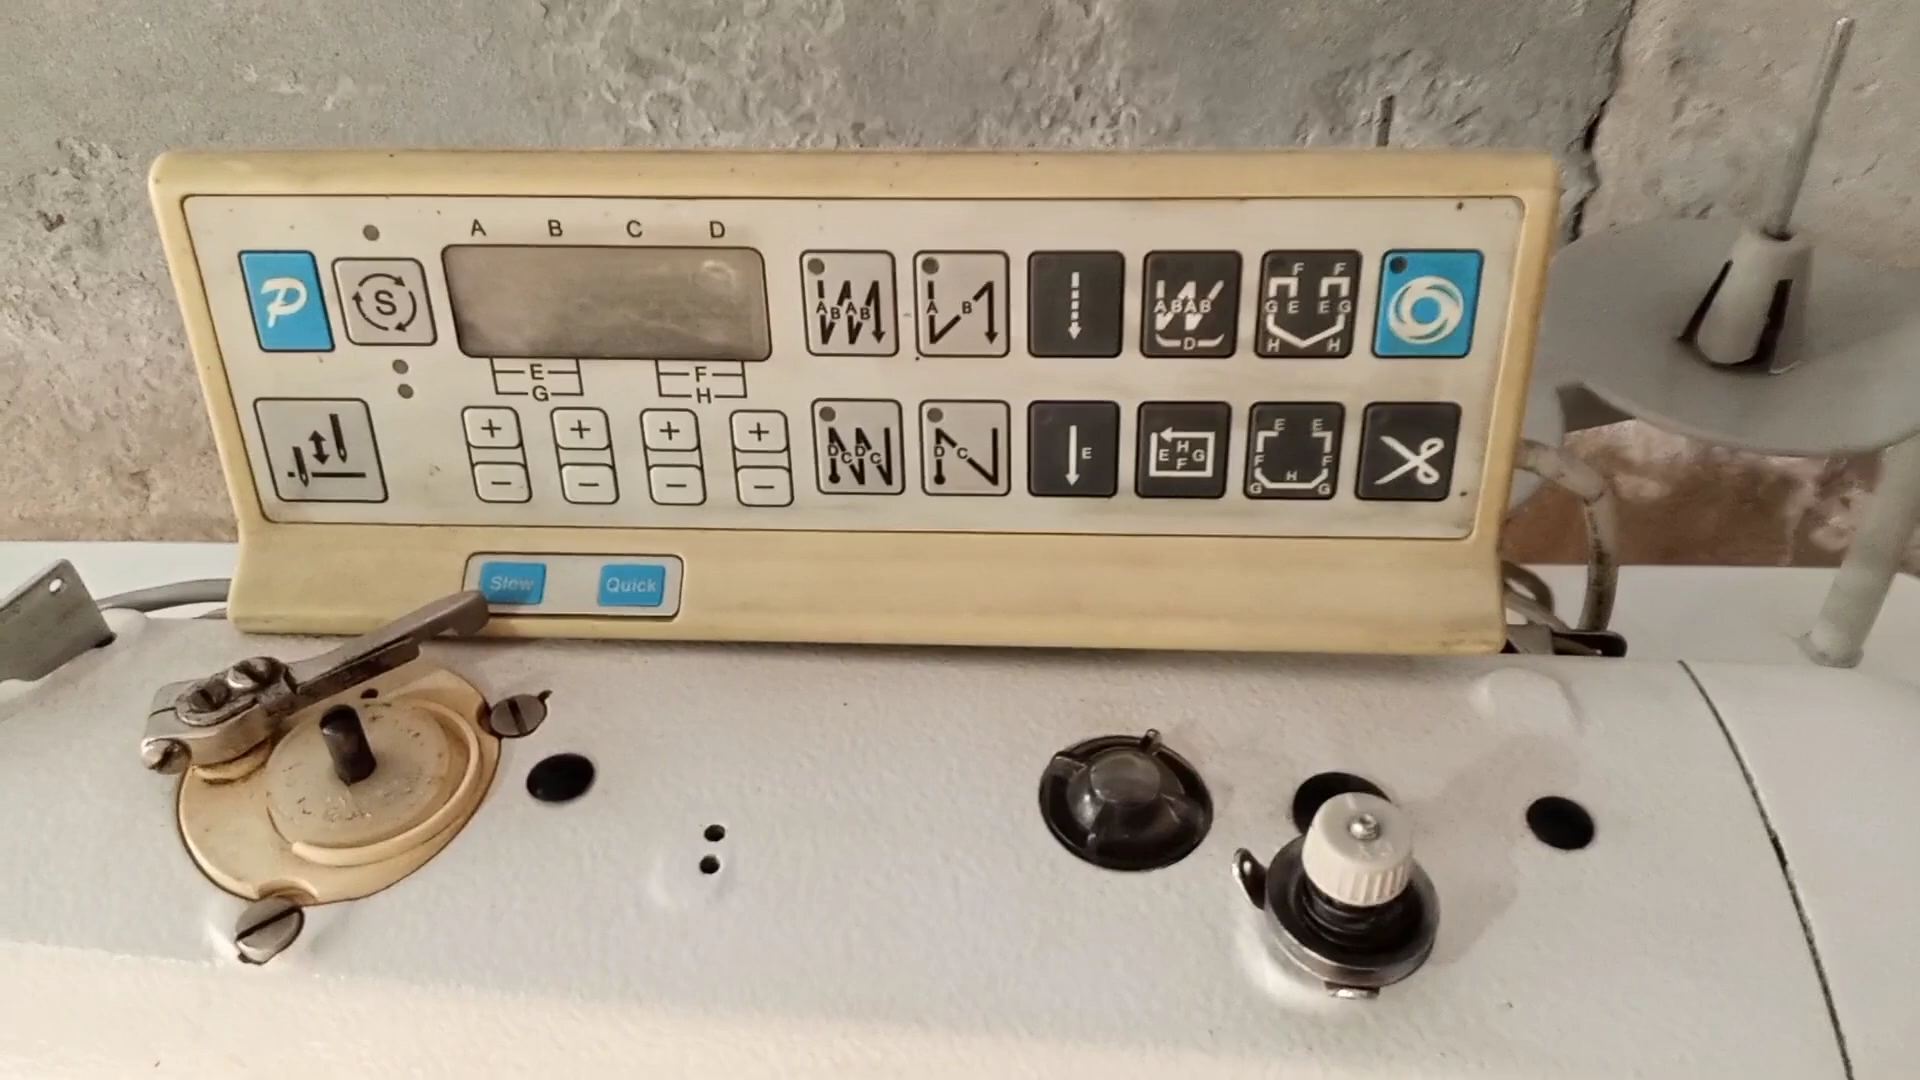 A B C D
P
S
A B A B
A B
A B A B
D
F F
G E E G
H H
E
G
F
H
+ + + +
- - - -
D C D C
D C
E
H
E G
F
E E
F F
H
G G
Slow Quick